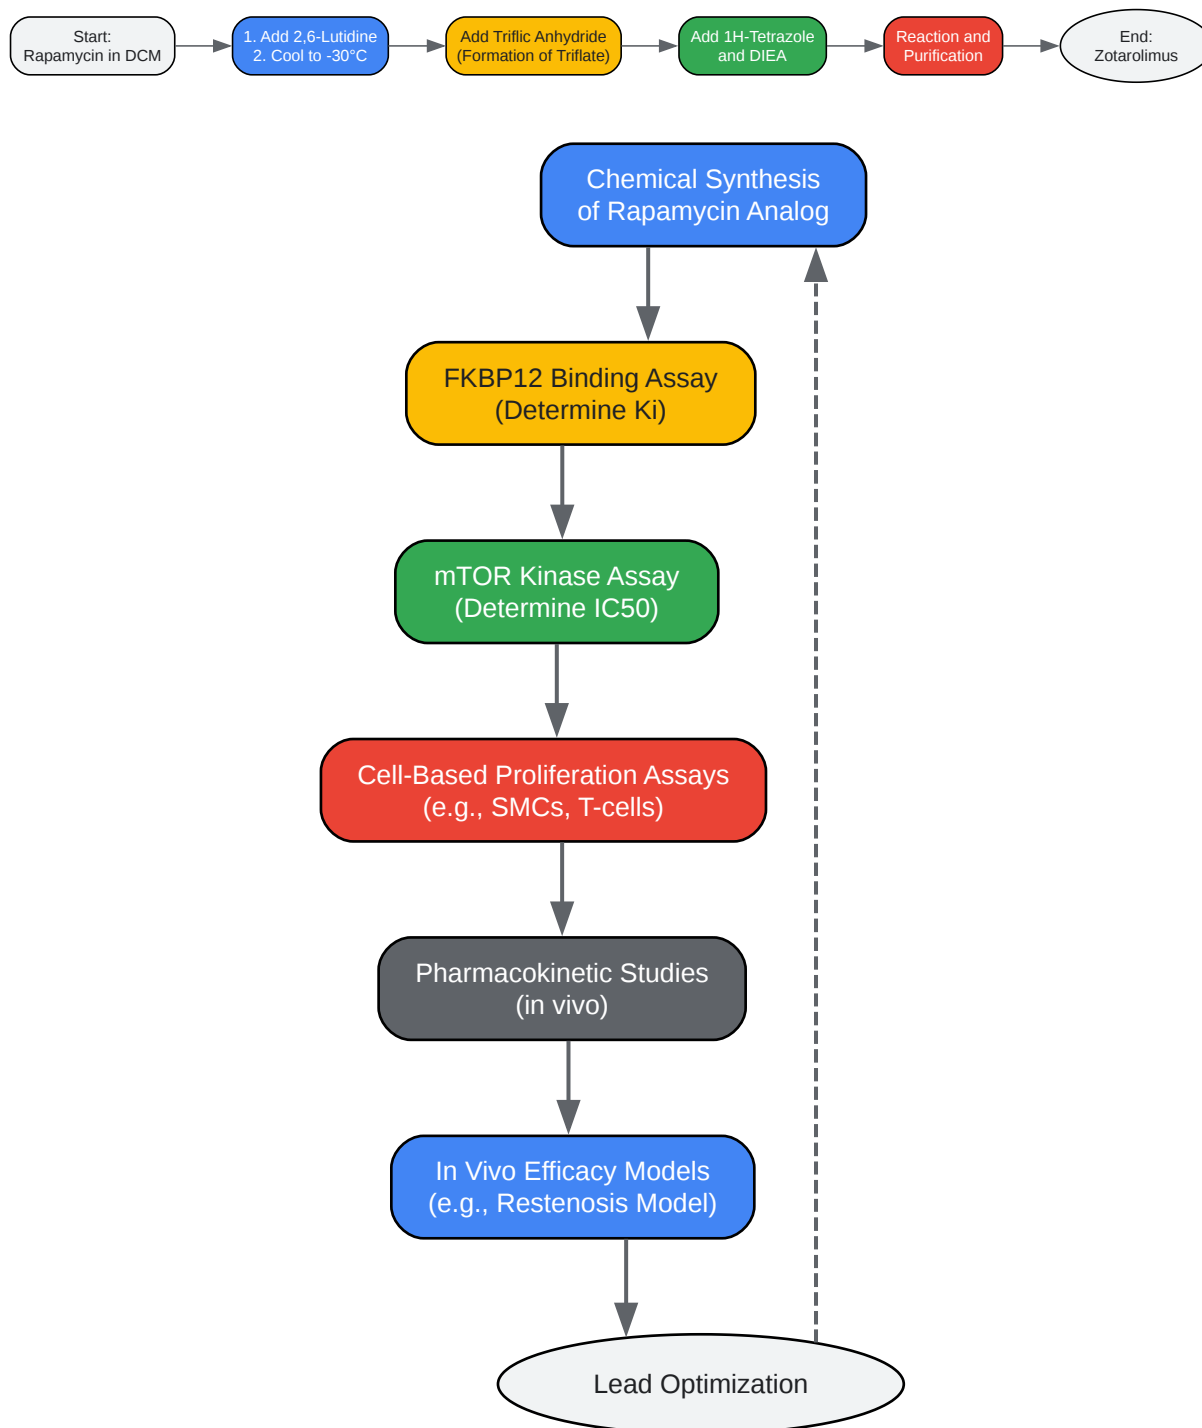 Start:
Rapamycin in DCM
1. Add 2,6-Lutidine
2. Cool to -30°C
Add Triflic Anhydride
(Formation of Triflate)
Add 1H-Tetrazole
and DIEA
Reaction and
Purification
End:
Zotarolimus
Chemical Synthesis
of Rapamycin Analog
FKBP12 Binding Assay
(Determine Ki)
mTOR Kinase Assay
(Determine IC50)
Cell-Based Proliferation Assays
(e.g., SMCs, T-cells)
Pharmacokinetic Studies
(in vivo)
In Vivo Efficacy Models
(e.g., Restenosis Model)
Lead Optimization